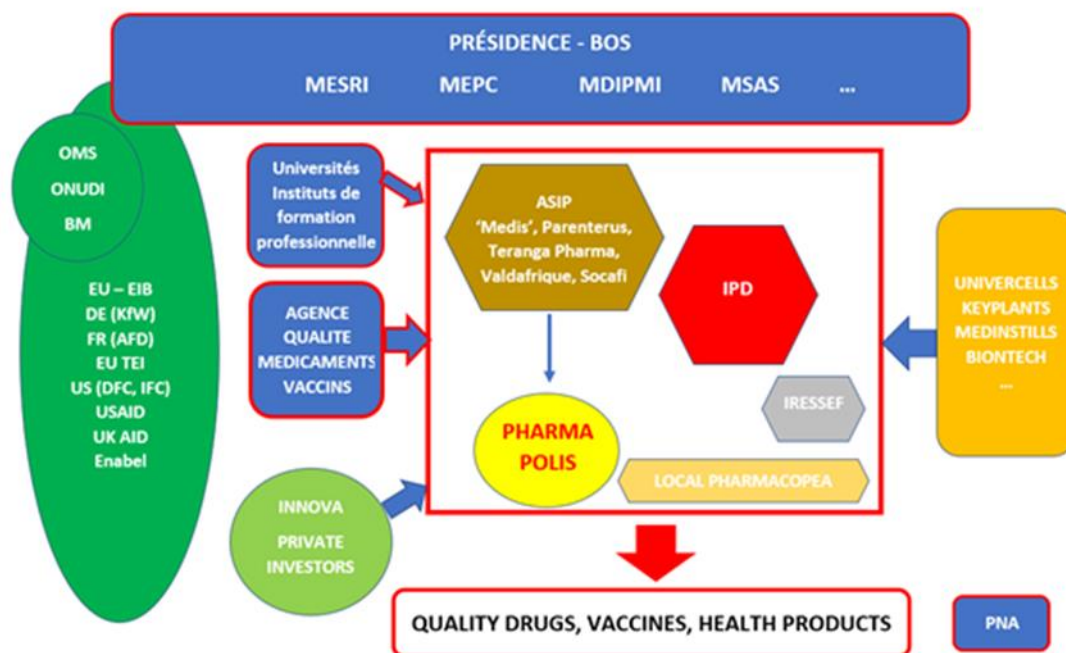 PRÉSIDENCE - BOS
MESRI MEPC MDIPMI MSAS ...
OMS
ONUDI
BM
EU – EIB
DE (KfW)
FR (AFD)
EU TEI
US (DFC, IFC)
USAID
UK AID
Enabel
Universités
Instituts de
formation
professionnelle
AGENCE
QUALITE
MEDICAMENTS
VACCINS
INNOVA
PRIVATE
INVESTORS
ASIP
‘Medis’, Parenterus,
Teranga Pharma,
Valdafrique, Socafi
IPD
IRESSEF
PHARMA
POLIS
LOCAL PHARMACOPEA
UNIVERCELLS
KEYPLANTS
MEDINSTILLS
BIONTECH
...
QUALITY DRUGS, VACCINES, HEALTH PRODUCTS
PNA